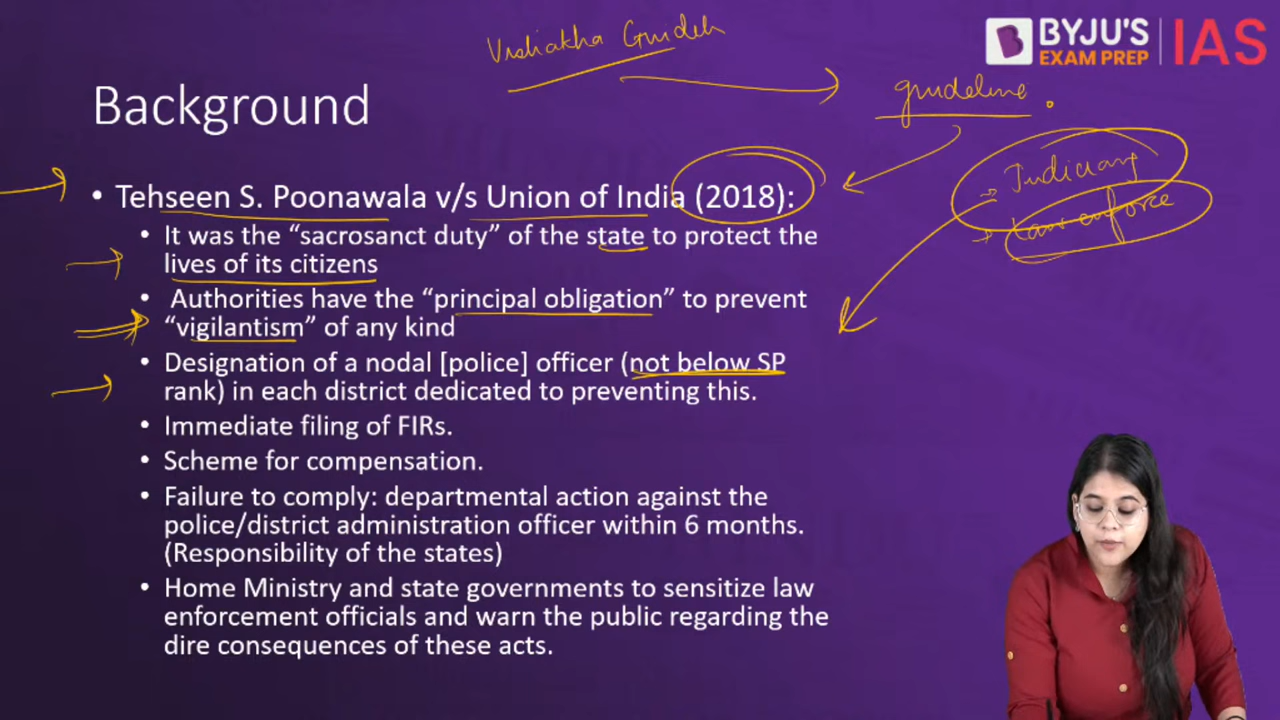 Vishakha Guideli
BYJU'S
EXAM PREP
IAS
guideline.
Background
Judiciary
Law enforce
• Tehseen S. Poonawala v/s Union of India (2018):
• It was the “sacrosanct duty” of the state to protect the
lives of its citizens
• Authorities have the “principal obligation” to prevent
“vigilantism” of any kind
• Designation of a nodal [police] officer (not below SP
rank) in each district dedicated to preventing this.
• Immediate filing of FIRs.
• Scheme for compensation.
• Failure to comply: departmental action against the
police/district administration officer within 6 months.
(Responsibility of the states)
• Home Ministry and state governments to sensitize law
enforcement officials and warn the public regarding the
dire consequences of these acts.